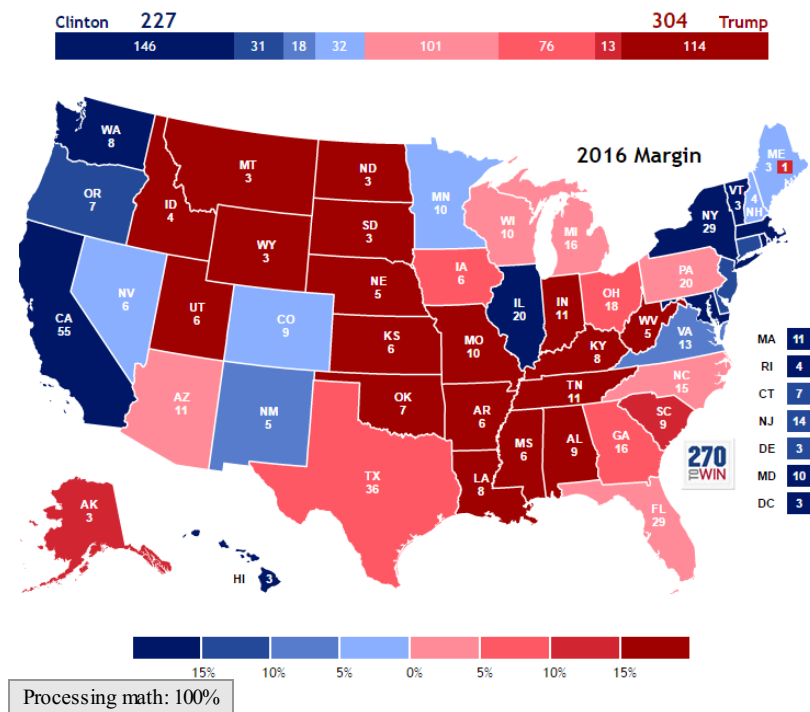 Clinton 227 304 Trump
146 31 18 32 101 76 13 114
2016 Margin
WA
8
OR
7
CA
55
NV
6
ID
4
MT
3
WY
3
UT
6
AZ
11
CO
9
NM
5
ND
3
SD
3
NE
5
KS
6
OK
7
TX
36
MN
10
IA
6
MO
10
AR
6
LA
8
WI
10
IL
20
MI
16
IN
11
OH
18
KY
8
TN
11
MS
6
AL
9
GA
16
FL
29
SC
9
NC
15
VA
13
WV
5
PA
20
NY
29
VT
3
4
NH
ME
3 1
AK
3
HI 3
MA 11
RI 4
CT 7
NJ 14
DE 3
MD 10
DC 3
270
TO WIN
15% 10% 5% 0% 5% 10% 15%
Processing math: 100%